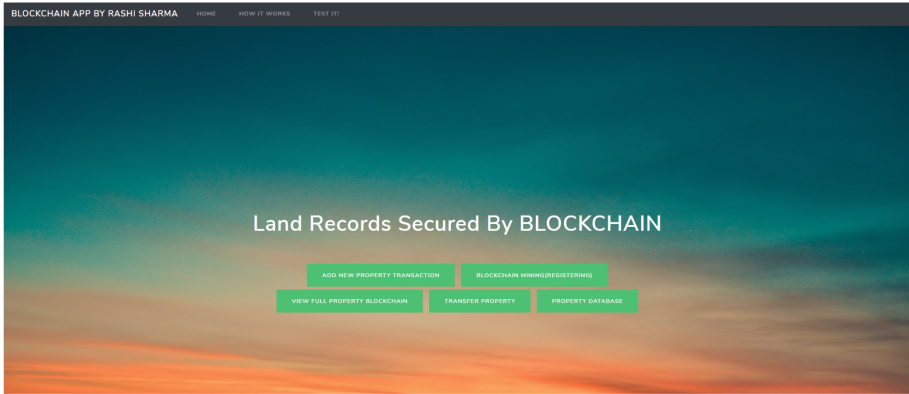 BLOCKCHAIN APP BY RASHI SHARMA HOME HOW IT WORKS TEST IT!
Land Records Secured By BLOCKCHAIN
ADD NEW PROPERTY TRANSACTION BLOCKCHAIN MINING(REGISTERING)
VIEW FULL PROPERTY BLOCKCHAIN TRANSFER PROPERTY PROPERTY DATABASE